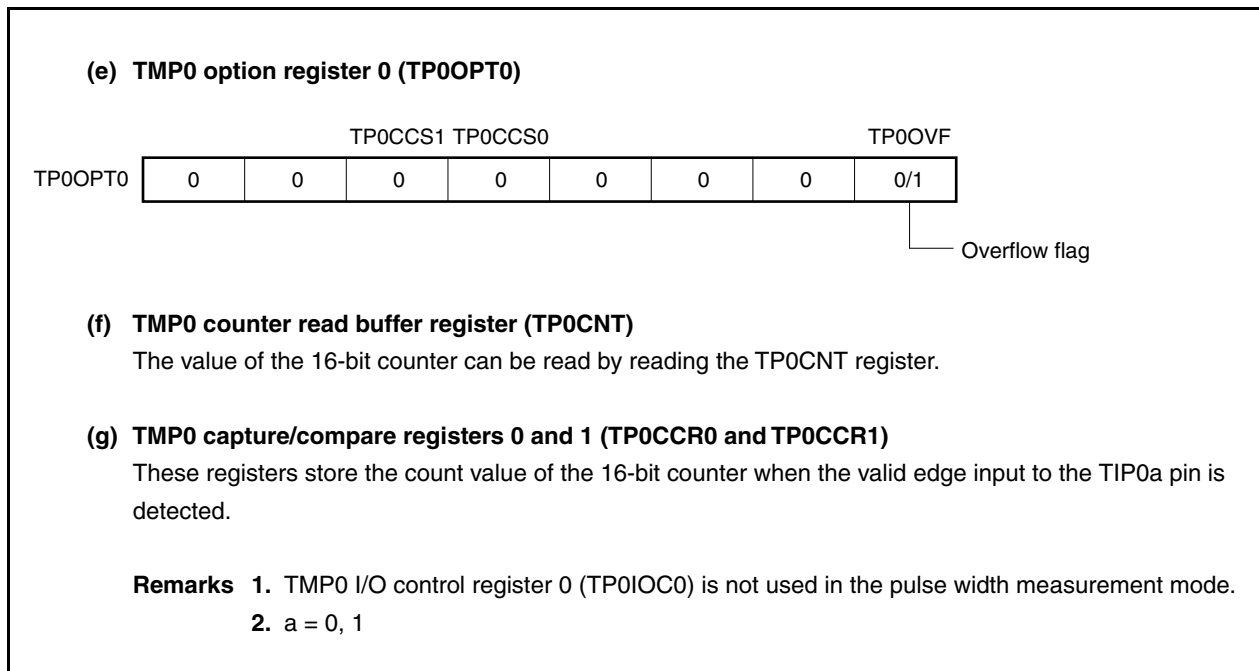 (e) TMP0 option register 0 (TP0OPT0)
TP0CCS1 TP0CCS0 TP0OVF
TP0OPT0 0 0 0 0 0 0 0 0/1
Overflow flag
(f) TMP0 counter read buffer register (TP0CNT)
The value of the 16-bit counter can be read by reading the TP0CNT register.
(g) TMP0 capture/compare registers 0 and 1 (TP0CCR0 and TP0CCR1)
These registers store the count value of the 16-bit counter when the valid edge input to the TIP0a pin is
detected.
Remarks 1. TMP0 I/O control register 0 (TP0IOC0) is not used in the pulse width measurement mode.
2. a = 0, 1